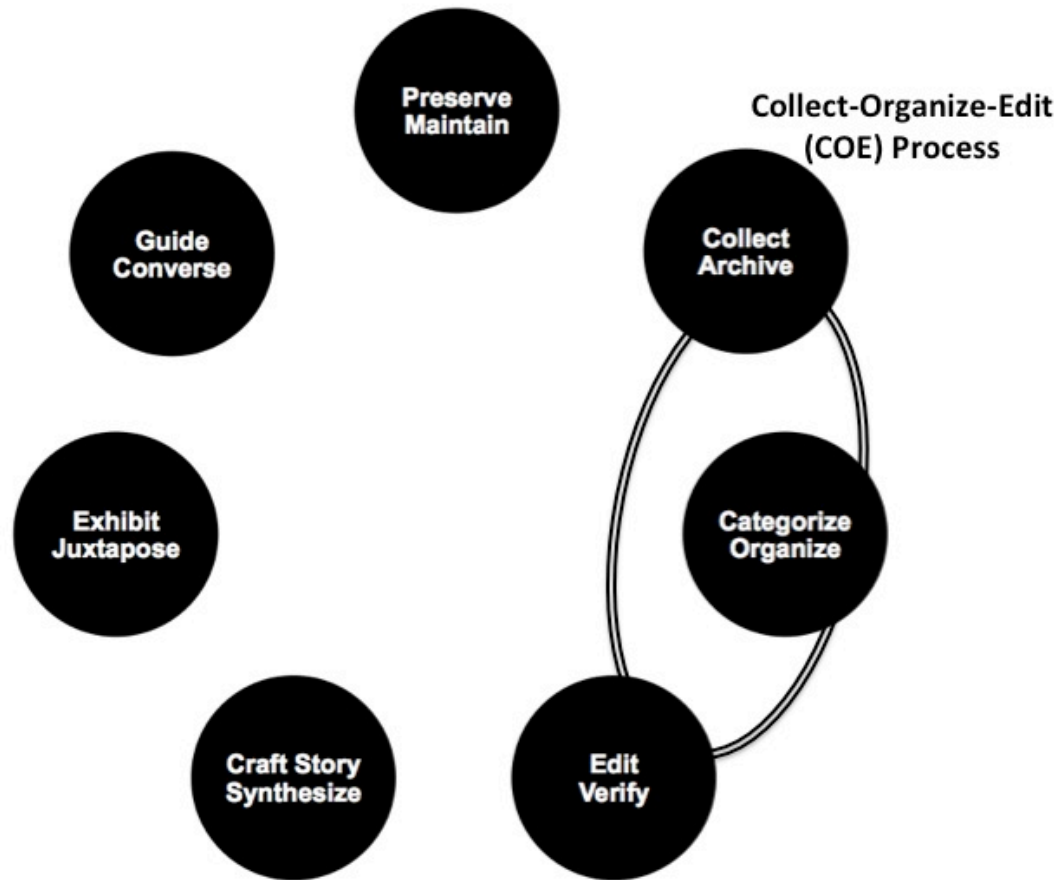 Preserve
Maintain
Collect-Organize-Edit
(COE) Process
Collect
Archive
Guide
Converse
Categorize
Organize
Exhibit
Juxtapose
Edit
Verify
Craft Story
Synthesize